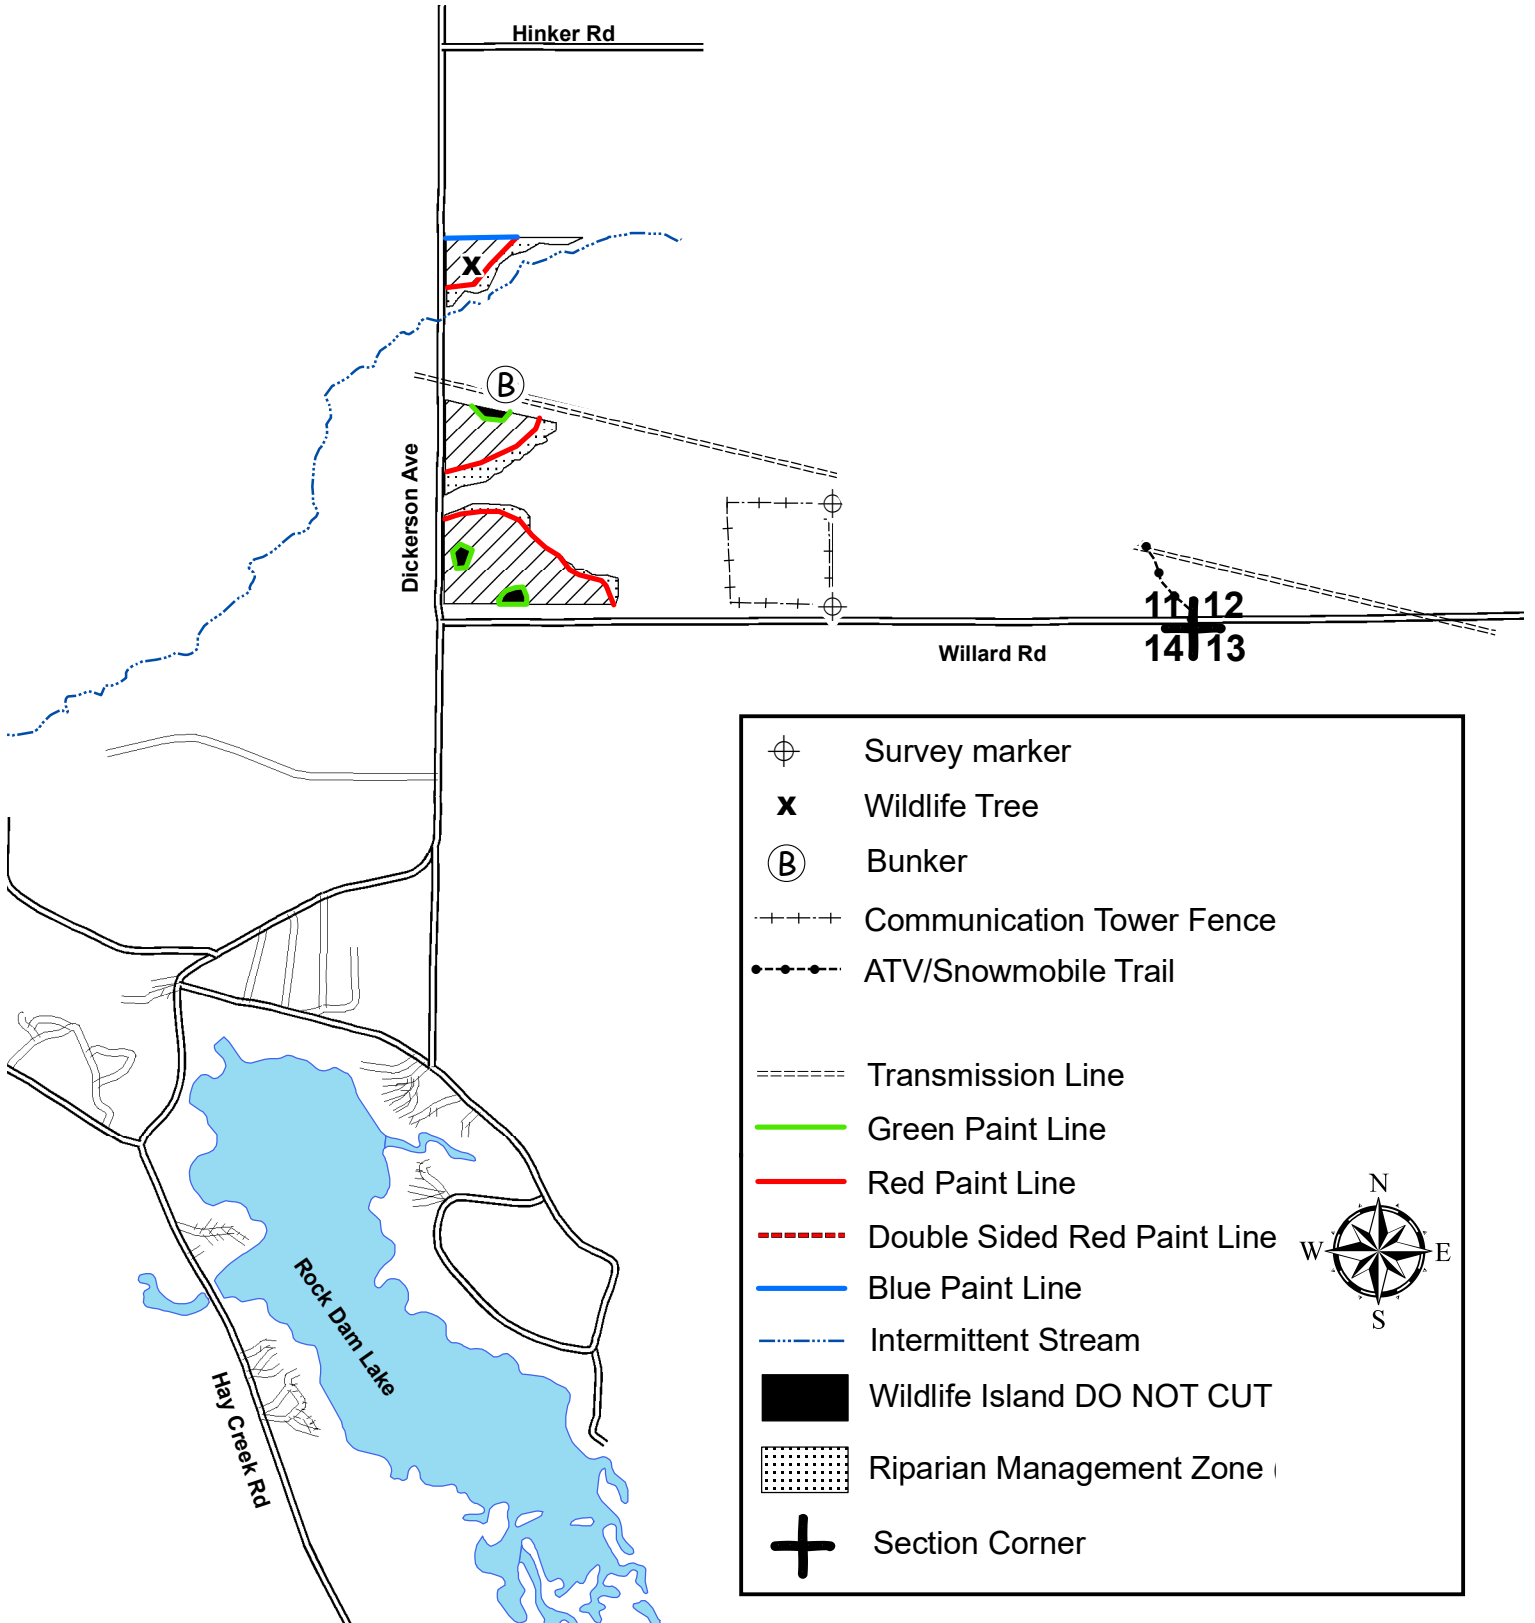 Hinker Rd
X
B
Dickerson Ave
11 12
14 13
Willard Rd
Survey marker
X Wildlife Tree
B Bunker
Communication Tower Fence
ATV/Snowmobile Trail
Transmission Line
Green Paint Line
Red Paint Line
Double Sided Red Paint Line
Blue Paint Line
Intermittent Stream
Wildlife Island DO NOT CUT
Riparian Management Zone (
Section Corner
N
W E
S
Rock Dam Lake
Hay Creek Rd